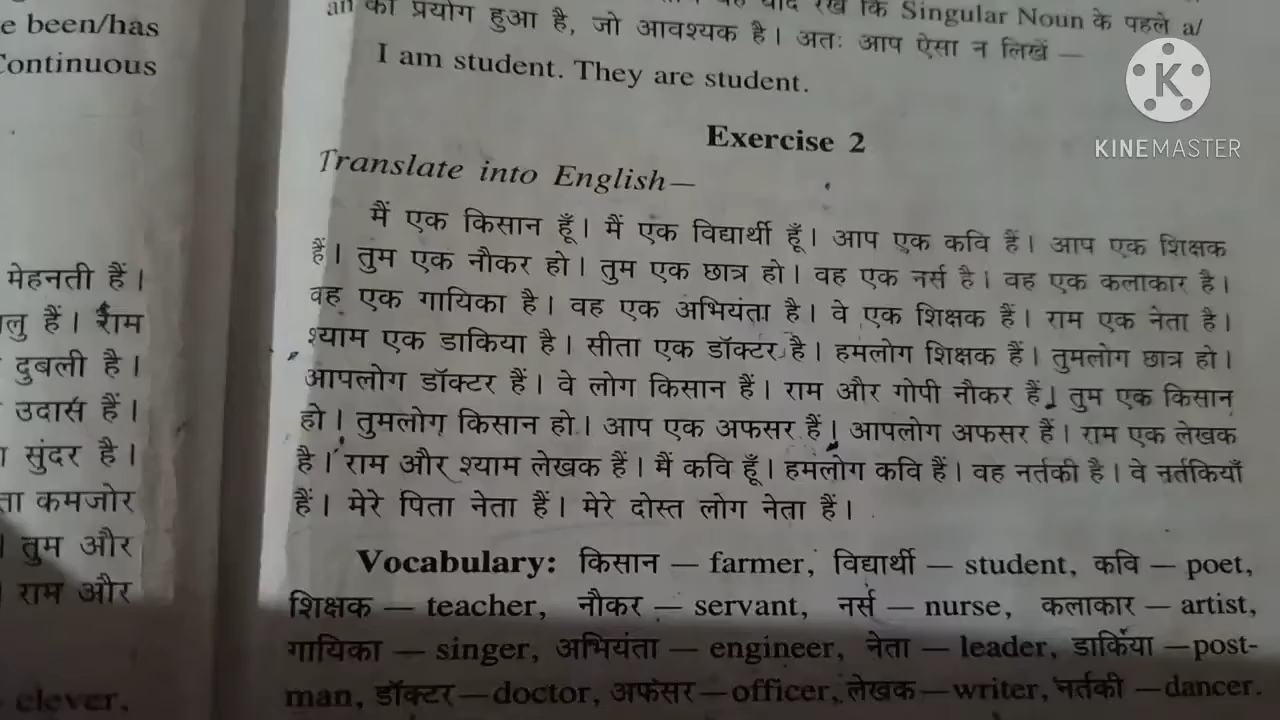 e been/has
Continuous
मेहनती हैं।
लु हैं। राम
दुबली है।
उदास हैं।
सुंदर है।
ता कमजोर
। तुम और
। राम और
clever,
an का प्रयोग हुआ है, जो आवश्यक है। अतः आप ऐसा न लिखें —
याद रखें कि Singular Noun के पहले a/
I am student. They are student.
K
KINEMASTER
Exercise 2
Translate into English—
मैं एक किसान हूँ। मैं एक विद्यार्थी हूँ। आप एक कवि हैं। आप एक शिक्षक
हैं। तुम एक नौकर हो। तुम एक छात्र हो। वह एक नर्स है। वह एक कलाकार है।
वह एक गायिका है। वह एक अभियंता है। वे एक शिक्षक हैं। राम एक नेता है।
श्याम एक डाकिया है। सीता एक डॉक्टर है। हमलोग शिक्षक हैं। तुमलोग छात्र हो।
आपलोग डॉक्टर हैं। वे लोग किसान हैं। राम और गोपी नौकर हैं। तुम एक किसान
हो। तुमलोग किसान हो। आप एक अफसर हैं। आपलोग अफसर हैं। राम एक लेखक
है। राम और श्याम लेखक हैं। मैं कवि हूँ। हमलोग कवि हैं। वह नर्तकी है। वे नर्तकियाँ
हैं। मेरे पिता नेता हैं। मेरे दोस्त लोग नेता हैं।
Vocabulary: किसान — farmer, विद्यार्थी — student, कवि — poet,
शिक्षक — teacher, नौकर — servant, नर्स — nurse, कलाकार — artist,
गायिका — singer, अभियंता — engineer, नेता — leader, डाकिया —post-
man, डॉक्टर —doctor, अफसर—officer, लेखक—writer, नर्तकी —dancer.